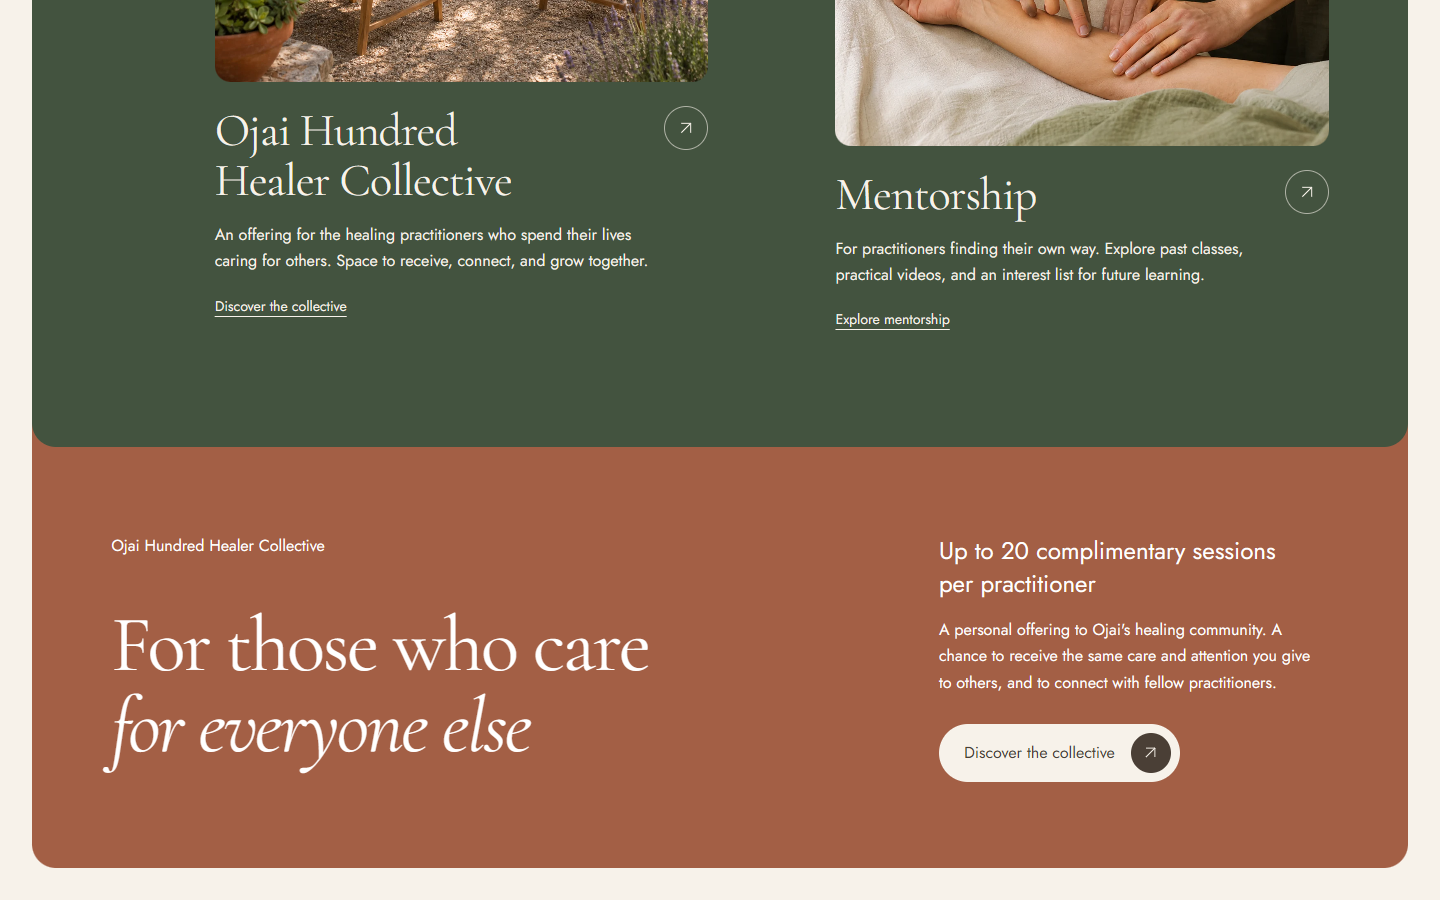 Ojai Hundred
Healer Collective
An offering for the healing practitioners who spend their lives
caring for others. Space to receive, connect, and grow together.
Discover the collective
Mentorship
For practitioners finding their own way. Explore past classes,
practical videos, and an interest list for future learning.
Explore mentorship
Ojai Hundred Healer Collective
For those who care
for everyone else
Up to 20 complimentary sessions
per practitioner
A personal offering to Ojai's healing community. A
chance to receive the same care and attention you give
to others, and to connect with fellow practitioners.
Discover the collective